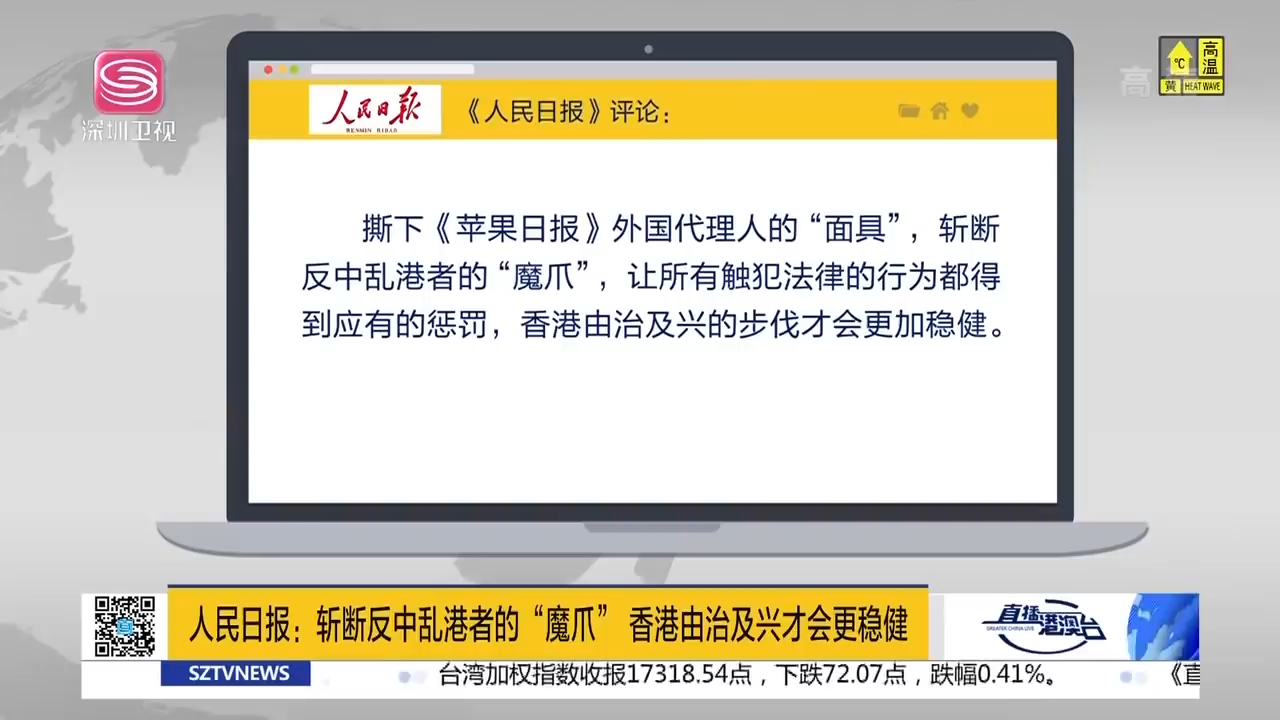 深圳卫视
高
℃
高温
黄 HEAT WAVE
人民日报
RENMIN RIBAO
《人民日报》评论：
撕下《苹果日报》外国代理人的“面具”，斩断
反中乱港者的“魔爪”，让所有触犯法律的行为都得
到应有的惩罚，香港由治及兴的步伐才会更加稳健。
人民日报：斩断反中乱港者的“魔爪” 香港由治及兴才会更稳健
直播港澳台
GREATER CHINA LIVE
SZTVNEWS
台湾加权指数收报17318.54点，下跌72.07点，跌幅0.41%。 《直